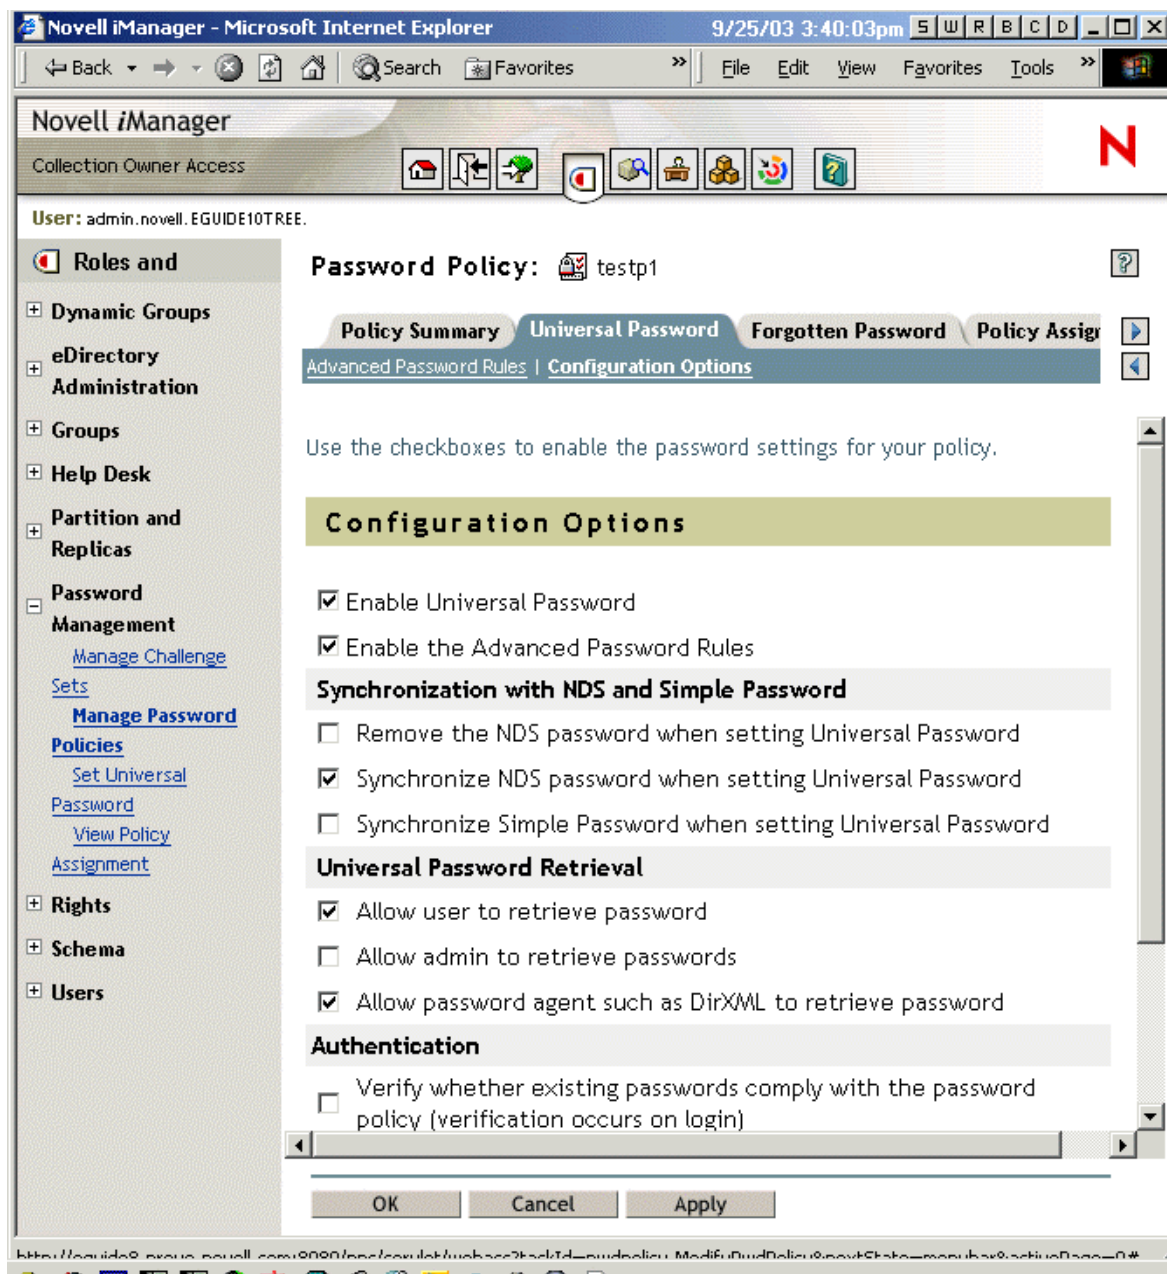 Novell iManager - Microsoft Internet Explorer 9/25/03 3:40:03pm S W R B C D
Back Search Favorites » File Edit View Favorites Tools »
Novell iManager
N
Collection Owner Access
User: admin.novell.EGUIDE10TREE.
Roles and
Dynamic Groups
eDirectory
Administration
Groups
Help Desk
Partition and
Replicas
Password
Management
Manage Challenge
Sets
Manage Password
Policies
Set Universal
Password
View Policy
Assignment
Rights
Schema
Users
Password Policy: testp1
?
Policy Summary Universal Password Forgotten Password Policy Assign
Advanced Password Rules | Configuration Options
Use the checkboxes to enable the password settings for your policy.
Configuration Options
Enable Universal Password
Enable the Advanced Password Rules
Synchronization with NDS and Simple Password
Remove the NDS password when setting Universal Password
Synchronize NDS password when setting Universal Password
Synchronize Simple Password when setting Universal Password
Universal Password Retrieval
Allow user to retrieve password
Allow admin to retrieve passwords
Allow password agent such as DirXML to retrieve password
Authentication
Verify whether existing passwords comply with the password
policy (verification occurs on login)
OK Cancel Apply